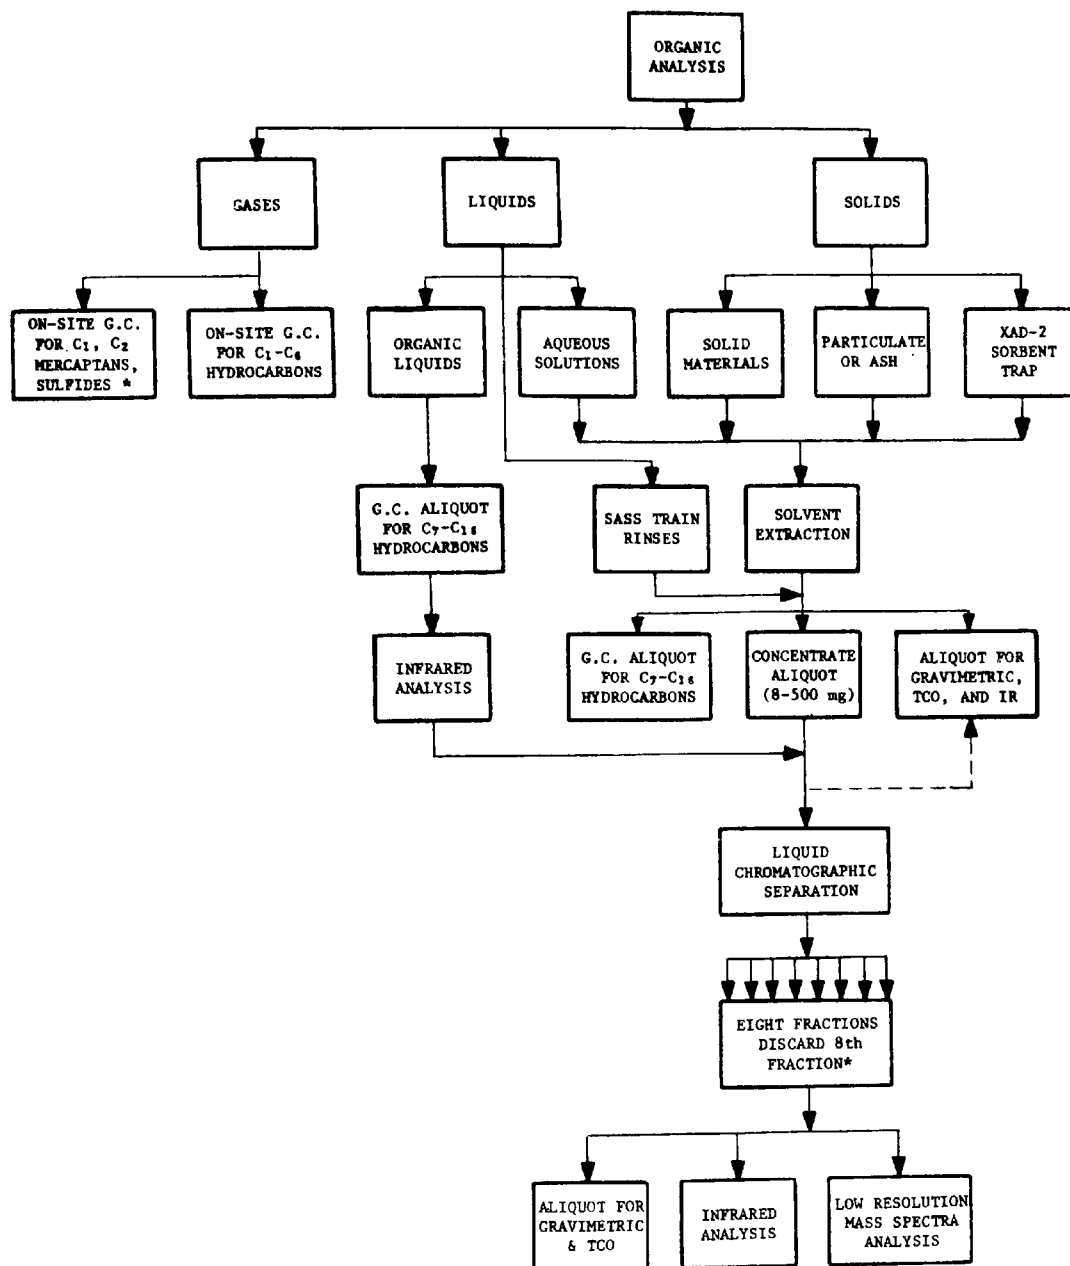 ORGANIC
ANALYSIS
GASES
LIQUIDS
SOLIDS
ON-SITE G.C.
FOR C₁, C₂
MERCAPTANS,
SULFIDES *
ON-SITE G.C.
FOR C₁-C₆
HYDROCARBONS
ORGANIC
LIQUIDS
AQUEOUS
SOLUTIONS
SOLID
MATERIALS
PARTICULATE
OR ASH
XAD-2
SORBENT
TRAP
G.C. ALIQUOT
FOR C₇-C₁₆
HYDROCARBONS
SASS TRAIN
RINSES
SOLVENT
EXTRACTION
INFRARED
ANALYSIS
G.C. ALIQUOT
FOR C₇-C₁₆
HYDROCARBONS
CONCENTRATE
ALIQUOT
(8-500 mg)
ALIQUOT FOR
GRAVIMETRIC,
TCO, AND IR
LIQUID
CHROMATOGRAPHIC
SEPARATION
EIGHT FRACTIONS
DISCARD 8th
FRACTION*
ALIQUOT FOR
GRAVIMETRIC
& TCO
INFRARED
ANALYSIS
LOW RESOLUTION
MASS SPECTRA
ANALYSIS